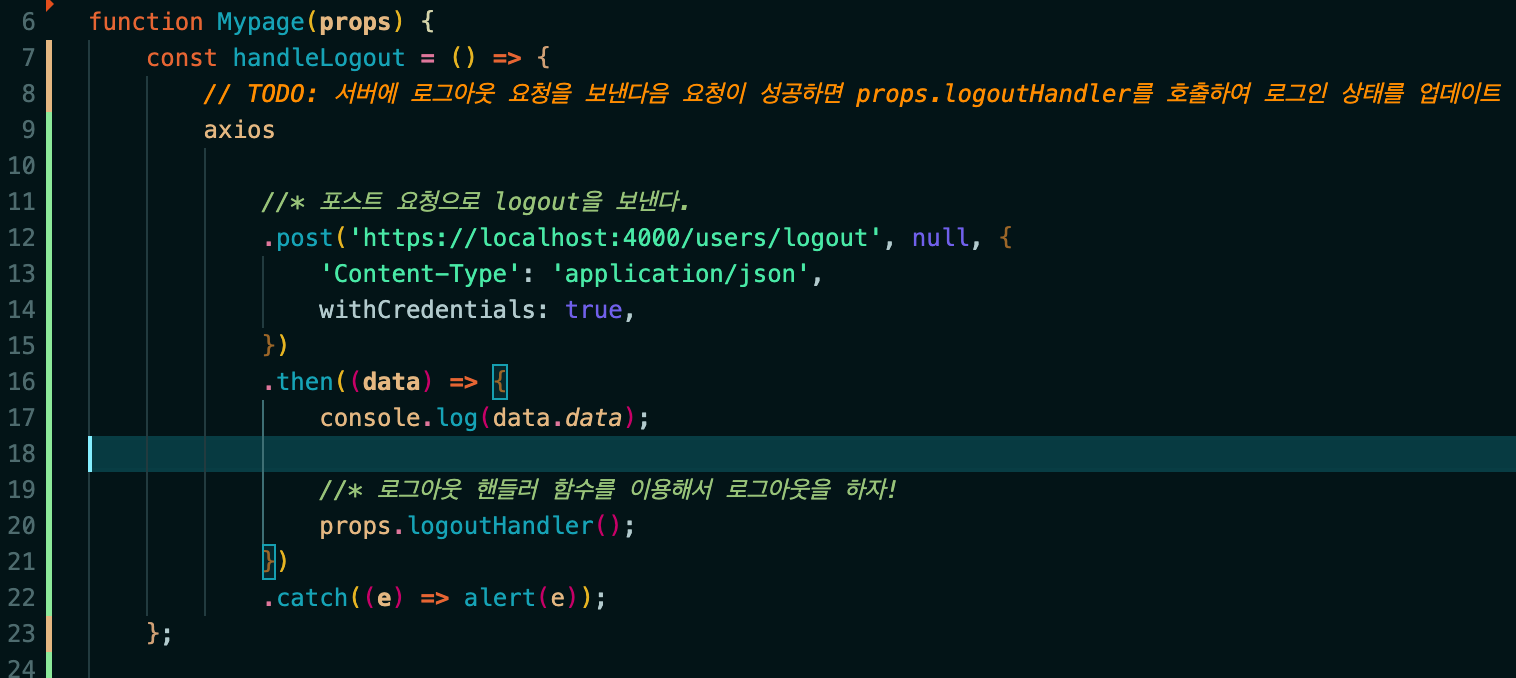 6 function Mypage(props) {
7 const handleLogout = () => {
8 // TODO: 서버에 로그아웃 요청을 보낸다음 요청이 성공하면 props.logoutHandler를 호출하여 로그인 상태를 업데이트
9 axios
10
11 //* 포스트 요청으로 logout을 보낸다.
12 .post('https://localhost:4000/users/logout', null, {
13 'Content-Type': 'application/json',
14 withCredentials: true,
15 })
16 .then((data) => {
17 console.log(data.data);
18
19 //* 로그아웃 핸들러 함수를 이용해서 로그아웃을 하자!
20 props.logoutHandler();
21 })
22 .catch((e) => alert(e));
23 };
24